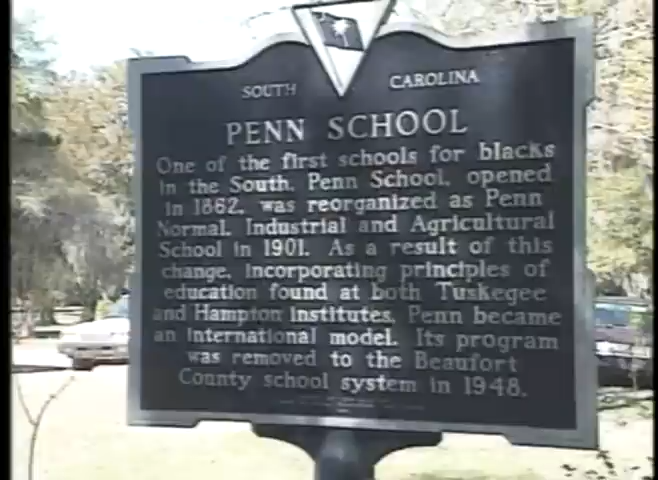 SOUTH CAROLINA
PENN SCHOOL
One of the first schools for blacks
in the South, Penn School, opened
in 1862, was reorganized as Penn
Normal, Industrial and Agricultural
School in 1901. As a result of this
change, incorporating principles of
education found at both Tuskegee
and Hampton Institutes, Penn became
an international model. Its program
was removed to the Beaufort
County school system in 1948.